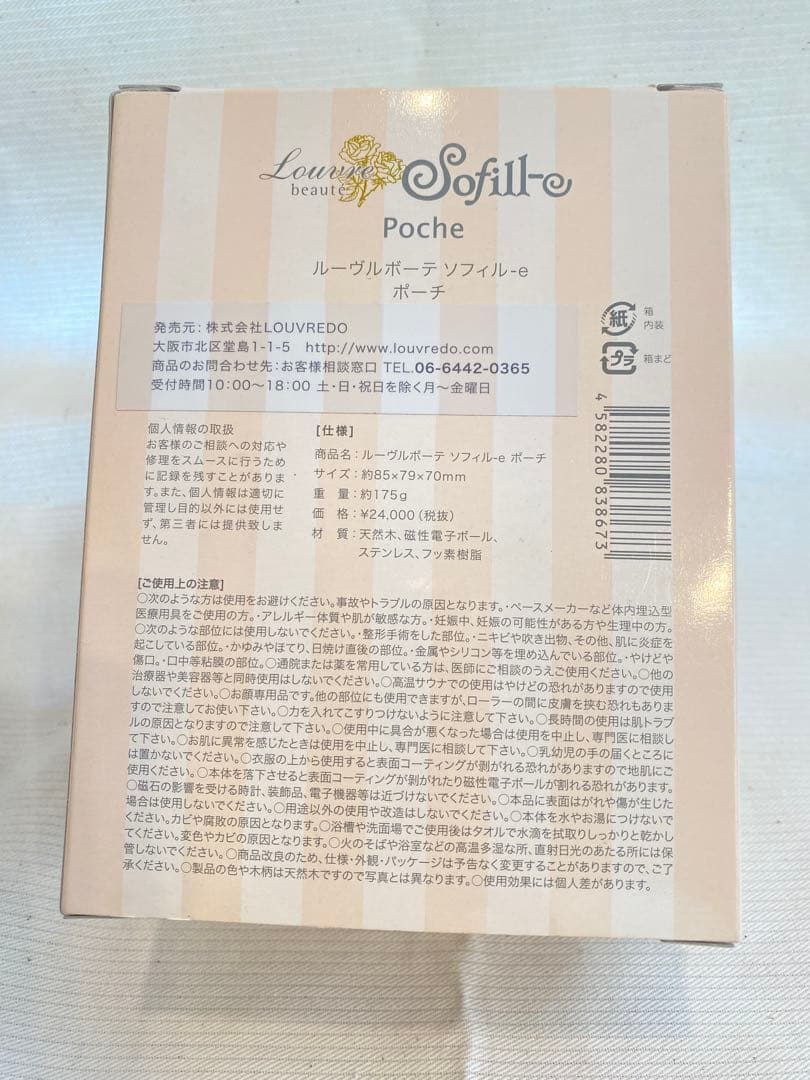 Louvre
beauté
Sofill-e
Poche
ルーヴルボーテ ソフィル-e
ポーチ
発売元：株式会社LOUVREDO
大阪市北区堂島1-1-5　http://www.louvredo.com
商品のお問合わせ先：お客様相談窓口 TEL.06-6442-0365
受付時間10:00～18:00 土・日・祝日を除く月～金曜日
紙
箱
内装
プラ
箱まど
4 582280 838673
個人情報の取扱
お客様のご相談への対応や
修理をスムースに行うため
に記録を残すことがありま
す。また、個人情報は適切に
管理し目的以外には使用せ
ず、第三者には提供致しま
せん。
[仕様]
商品名：ルーヴルボーテ ソフィル-e ポーチ
サイズ：約85×79×70mm
重　量：約175g
価　格：¥24,000（税抜）
材　質：天然木、磁性電子ボール、
ステンレス、フッ素樹脂
[ご使用上の注意]
〇次のような方は使用をお避けください。事故やトラブルの原因となります。・ペースメーカーなど体内埋込型
医療用具をご使用の方。・アレルギー体質や肌が敏感な方。・妊娠中、妊娠の可能性がある方や生理中の方。
〇次のような部位には使用しないでください。・整形手術をした部位。・ニキビや吹き出物、その他、肌に炎症を
起こしている部位。・かゆみやほてり、日焼け直後の部位。・金属やシリコン等を埋め込んでいる部位。・やけどや
傷口。・口中等粘膜の部位。〇通院または薬を常用している方は、医師にご相談のうえご使用ください。〇他の
治療器や美容器等と同時使用はしないでください。〇高温サウナでの使用はやけどの恐れがありますので使用
しないでください。〇お顔専用品です。他の部位にも使用できますが、ローラーの間に皮膚を挟む恐れもありま
すので注意してお使い下さい。〇力を入れてこすりつけないように注意して下さい。〇長時間の使用は肌トラブ
ルの原因となりますので注意して下さい。〇使用中に具合が悪くなった場合は使用を中止し、専門医に相談し
て下さい。〇お肌に異常を感じたときは使用を中止し、専門医に相談して下さい。〇乳幼児の手の届くところに
は置かないでください。〇衣服の上から使用すると表面コーティングが剥がれる恐れがありますので地肌にご
使用ください。〇本体を落下させると表面コーティングが剥がれたり磁性電子ボールが割れる恐れがあります。
〇磁石の影響を受ける時計、装飾品、電子機器等は近づけないでください。〇本品に表面はがれや傷が生じた
場合は使用しないでください。〇用途以外の使用や改造はしないでください。〇本体を水やお湯につけないで
ください。カビや腐敗の原因となります。〇浴槽や洗面場でご使用後はタオルで水滴を拭取りしっかりと乾かし
てください。変色やカビの原因となります。〇火のそばや浴室などの高温多湿な所、直射日光のあたる所には保
管しないでください。〇商品改良のため、仕様・外観・パッケージは予告なく変更することがありますので、ご了
承ください。〇製品の色や木柄は天然木ですので写真とは異なります。〇使用効果には個人差があります。